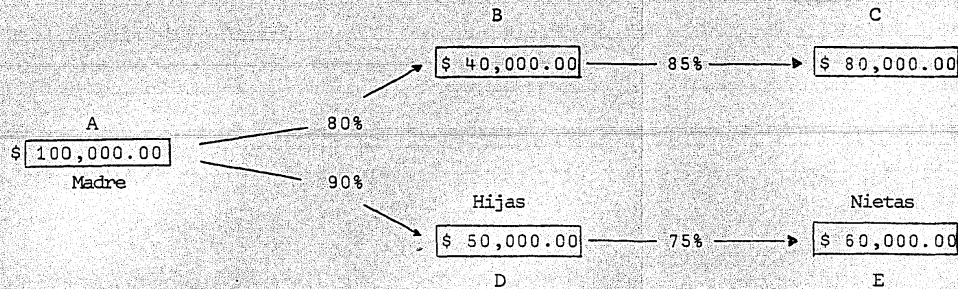 B C
$ 40,000.00 85% $ 80,000.00
A 80%
$ 100,000.00
Madre 90%
Hijas Nietas
$ 50,000.00 75% $ 60,000.00
D E